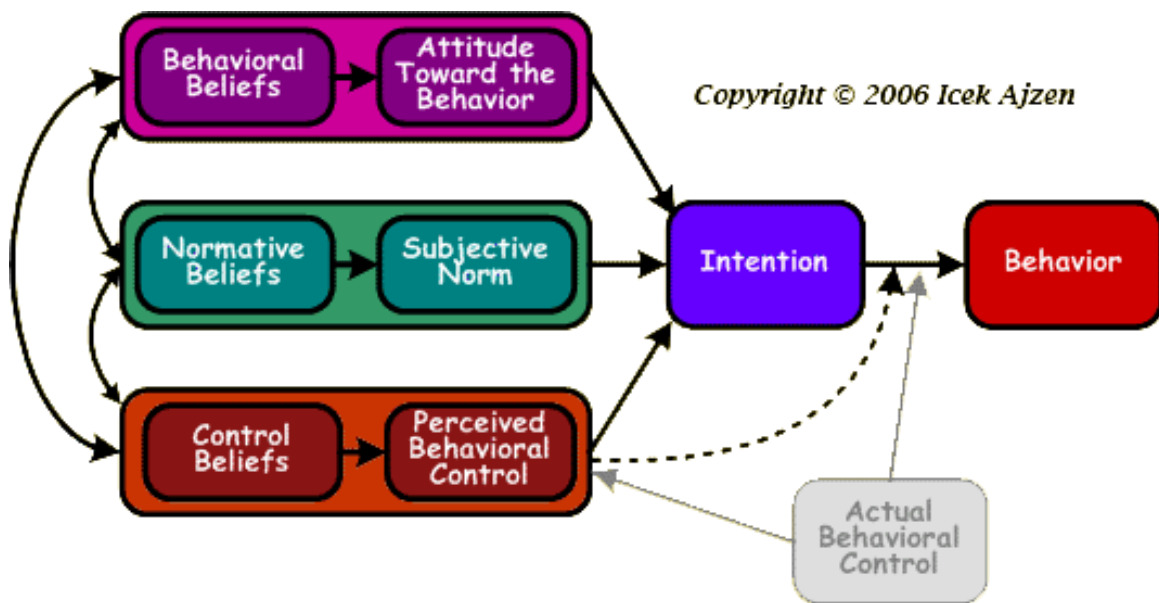 Behavioral
Beliefs
Attitude
Toward the
Behavior
Copyright © 2006 Icek Ajzen
Normative
Beliefs
Subjective
Norm
Intention
Behavior
Control
Beliefs
Perceived
Behavioral
Control
Actual
Behavioral
Control